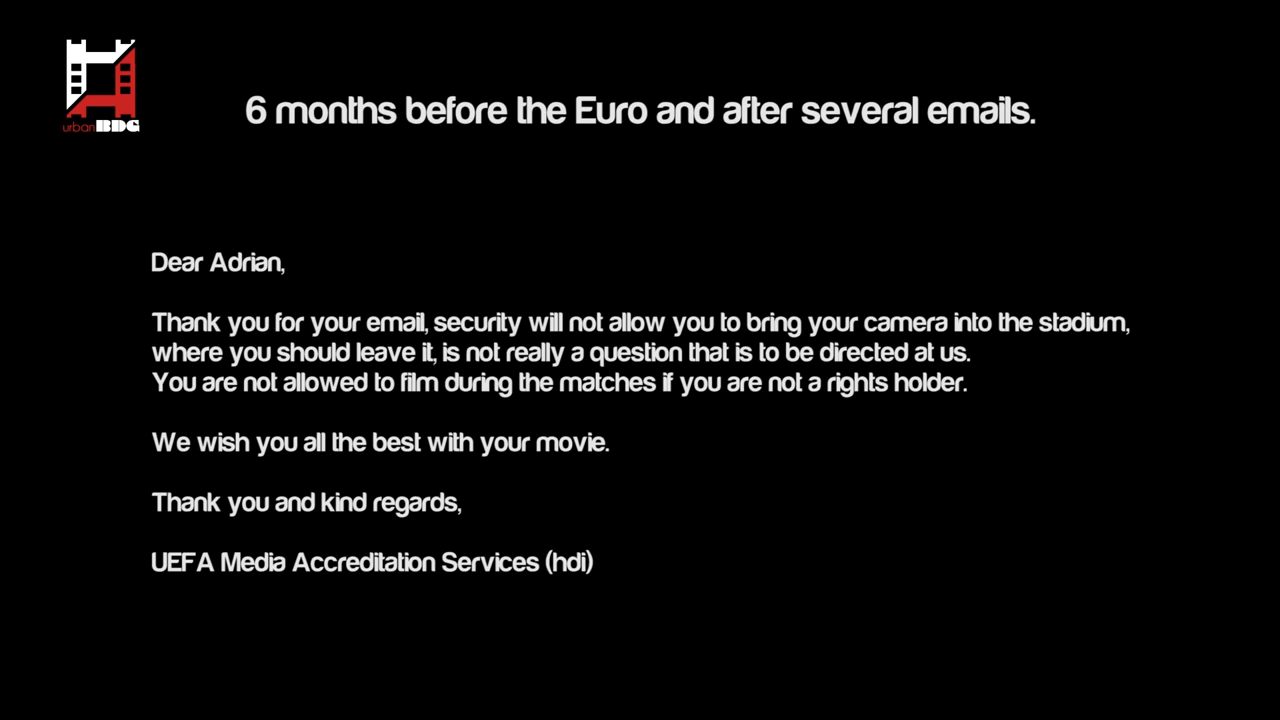 urbanBDG
6 months before the Euro and after several emails.
Dear Adrian,
Thank you for your email, security will not allow you to bring your camera into the stadium,
where you should leave it, is not really a question that is to be directed at us.
You are not allowed to film during the matches if you are not a rights holder.
We wish you all the best with your movie.
Thank you and kind regards,
UEFA Media Accreditation Services (hdi)